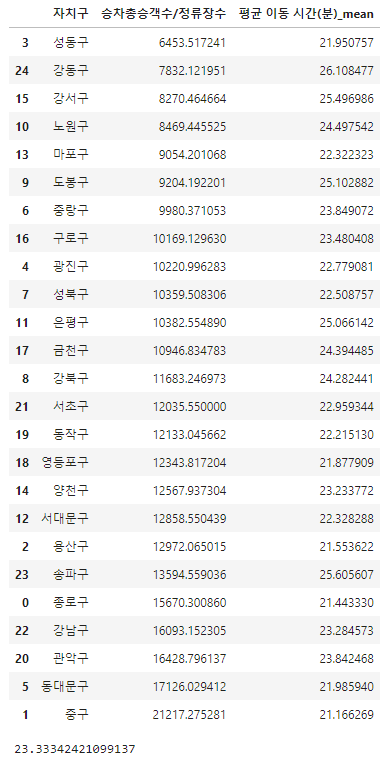 자치구 승차총승객수/정류장수 평균 이동 시간(분)_mean
3 성동구 6453.517241 21.950757
24 강동구 7832.121951 26.108477
15 강서구 8270.464664 25.496986
10 노원구 8469.445525 24.497542
13 마포구 9054.201068 22.322323
9 도봉구 9204.192201 25.102882
6 중랑구 9980.371053 23.849072
16 구로구 10169.129630 23.480408
4 광진구 10220.996283 22.779081
7 성북구 10359.508306 22.508757
11 은평구 10382.554890 25.066142
17 금천구 10946.834783 24.394485
8 강북구 11683.246973 24.282441
21 서초구 12035.550000 22.959344
19 동작구 12133.045662 22.215130
18 영등포구 12343.817204 21.877909
14 양천구 12567.937304 23.233772
12 서대문구 12858.550439 22.328288
2 용산구 12972.065015 21.553622
23 송파구 13594.559036 25.605607
0 종로구 15670.300860 21.443330
22 강남구 16093.152305 23.284573
20 관악구 16428.796137 23.842468
5 동대문구 17126.029412 21.985940
1 중구 21217.275281 21.166269
23.33342421099137